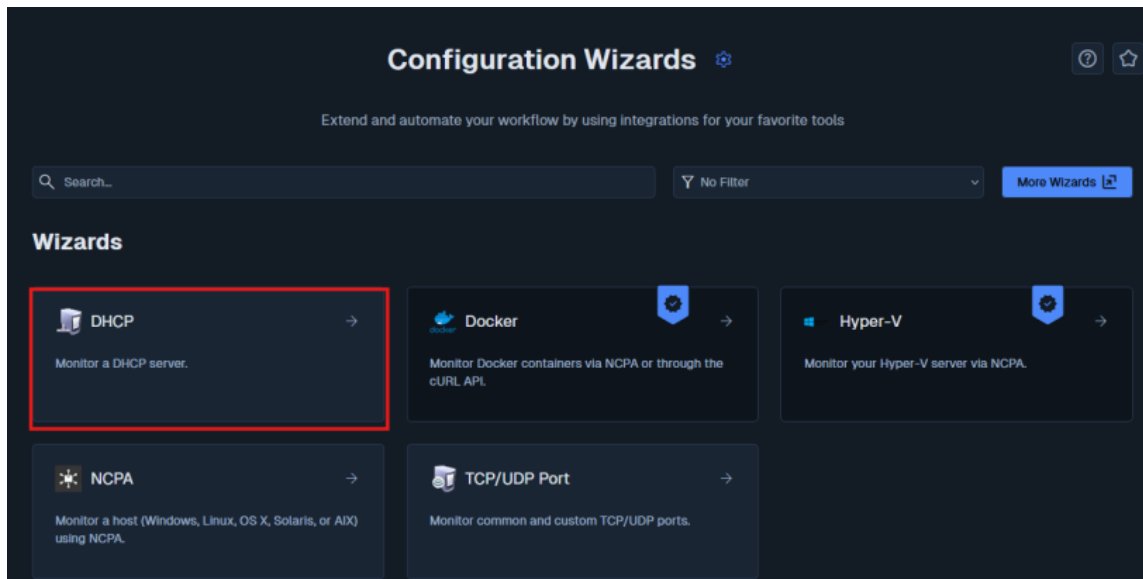 Configuration Wizards
Extend and automate your workflow by using integrations for your favorite tools
Search...
No Filter
More Wizards
Wizards
DHCP
Monitor a DHCP server.
docker
Docker
Monitor Docker containers via NCPA or through the
cURL API.
Hyper-V
Monitor your Hyper-V server via NCPA.
NCPA
Monitor a host (Windows, Linux, OS X, Solaris, or AIX)
using NCPA.
TCP/UDP Port
Monitor common and custom TCP/UDP ports.